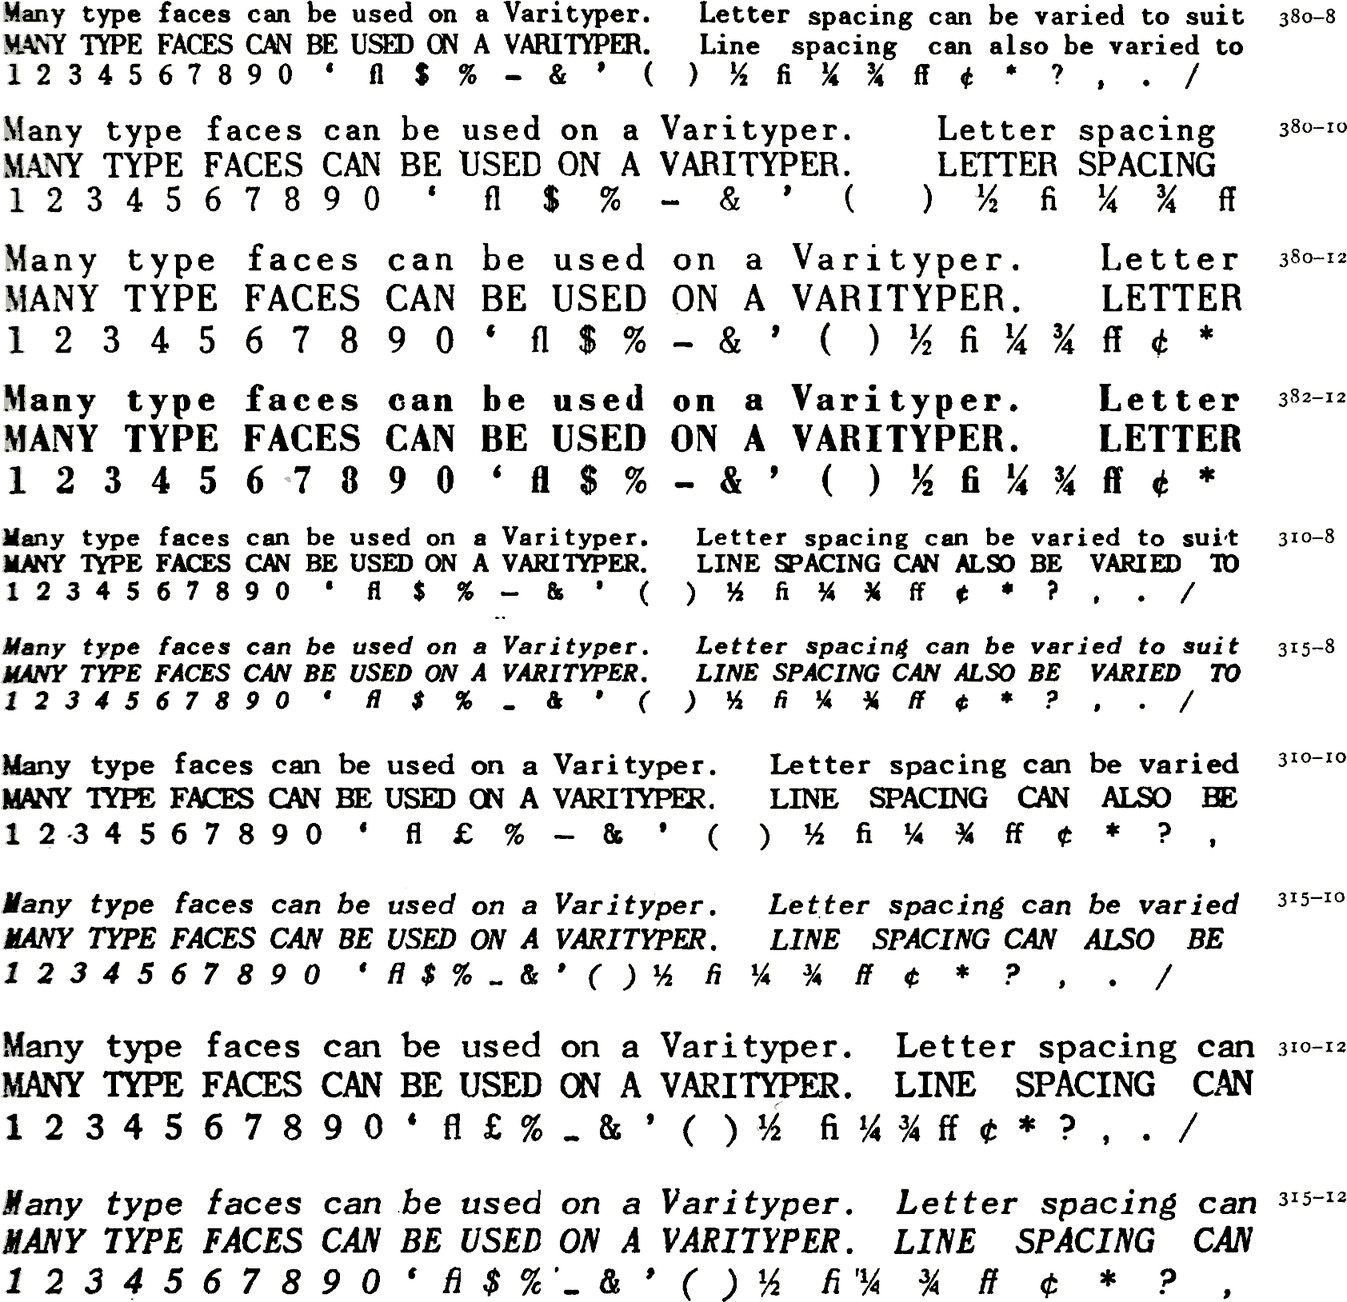 Many type faces can be used on a Varityper. Letter spacing can be varied to suit 380-8
MANY TYPE FACES CAN BE USED ON A VARITYPER. Line spacing can also be varied to
1 2 3 4 5 6 7 8 9 0 ‘ ﬂ $ % – & ’ ( ) ½ ﬁ ¼ ¾ ﬀ ¢ * ? , . /
Many type faces can be used on a Varityper. Letter spacing 380-10
MANY TYPE FACES CAN BE USED ON A VARITYPER. LETTER SPACING
1 2 3 4 5 6 7 8 9 0 ‘ ﬂ $ % – & ’ ( ) ½ ﬁ ¼ ¾ ﬀ
Many type faces can be used on a Varityper. Letter 380-12
MANY TYPE FACES CAN BE USED ON A VARITYPER. LETTER
1 2 3 4 5 6 7 8 9 0 ‘ ﬂ $ % – & ’ ( ) ½ ﬁ ¼ ¾ ﬀ ¢ *
Many type faces can be used on a Varityper. Letter 382-12
MANY TYPE FACES CAN BE USED ON A VARITYPER. LETTER
1 2 3 4 5 6 7 8 9 0 ‘ ﬂ $ % – & ’ ( ) ½ ﬁ ¼ ¾ ﬀ ¢ *
Many type faces can be used on a Varityper. Letter spacing can be varied to suit 310-8
MANY TYPE FACES CAN BE USED ON A VARITYPER. LINE SPACING CAN ALSO BE VARIED TO
1 2 3 4 5 6 7 8 9 0 ‘ ﬂ $ % – & ’ ( ) ½ ﬁ ¼ ¾ ﬀ ¢ * ? , . /
Many type faces can be used on a Varityper. Letter spacing can be varied to suit 315-8
MANY TYPE FACES CAN BE USED ON A VARITYPER. LINE SPACING CAN ALSO BE VARIED TO
1 2 3 4 5 6 7 8 9 0 ‘ ﬂ $ % – & ’ ( ) ½ ﬁ ¼ ¾ ﬀ ¢ * ? , . /
Many type faces can be used on a Varityper. Letter spacing can be varied 310-10
MANY TYPE FACES CAN BE USED ON A VARITYPER. LINE SPACING CAN ALSO BE
1 2 3 4 5 6 7 8 9 0 ‘ ﬂ £ % – & ’ ( ) ½ ﬁ ¼ ¾ ﬀ ¢ * ? ,
Many type faces can be used on a Varityper. Letter spacing can be varied 315-10
MANY TYPE FACES CAN BE USED ON A VARITYPER. LINE SPACING CAN ALSO BE
1 2 3 4 5 6 7 8 9 0 ‘ ﬂ $ % – & ’ ( ) ½ ﬁ ¼ ¾ ﬀ ¢ * ? , . /
Many type faces can be used on a Varityper. Letter spacing can 310-12
MANY TYPE FACES CAN BE USED ON A VARITYPER. LINE SPACING CAN
1 2 3 4 5 6 7 8 9 0 ‘ ﬂ £ % – & ’ ( ) ½ ﬁ ¼ ¾ ﬀ ¢ * ? , . /
Many type faces can be used on a Varityper. Letter spacing can 315-12
MANY TYPE FACES CAN BE USED ON A VARITYPER. LINE SPACING CAN
1 2 3 4 5 6 7 8 9 0 ‘ ﬂ $ % – & ’ ( ) ½ ﬁ ¼ ¾ ﬀ ¢ * ? ,